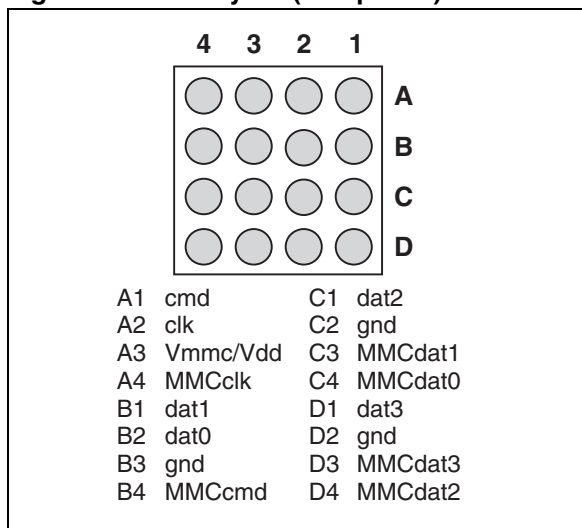 4 3 2 1
A
B
C
D
A1 cmd C1 dat2
A2 clk C2 gnd
A3 Vmmc/Vdd C3 MMCdat1
A4 MMCclk C4 MMCdat0
B1 dat1 D1 dat3
B2 dat0 D2 gnd
B3 gnd D3 MMCdat3
B4 MMCcmd D4 MMCdat2